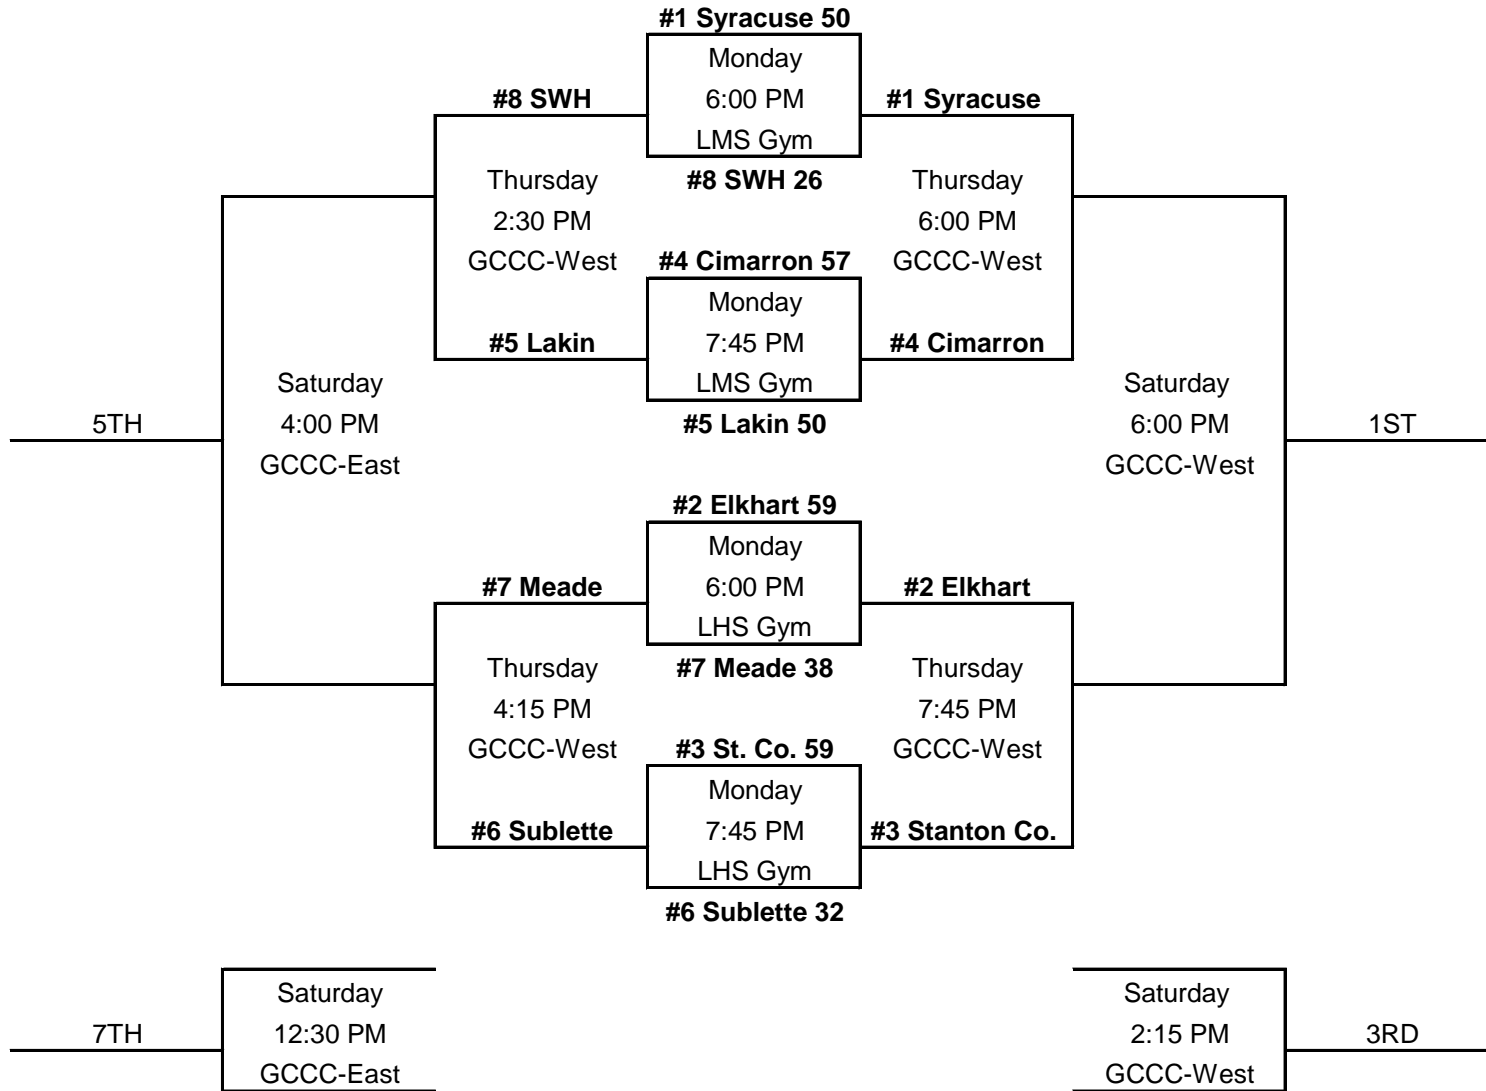 #1 Syracuse 50
Monday
#8 SWH
6:00 PM
#1 Syracuse
LMS Gym
Thursday
#8 SWH 26
Thursday
2:30 PM
6:00 PM
GCCC-West
#4 Cimarron 57
GCCC-West
Monday
#5 Lakin
7:45 PM
#4 Cimarron
Saturday
LMS Gym
Saturday
5TH
4:00 PM
#5 Lakin 50
6:00 PM
1ST
GCCC-East
GCCC-West
#2 Elkhart 59
Monday
#7 Meade
6:00 PM
#2 Elkhart
LHS Gym
Thursday
#7 Meade 38
Thursday
4:15 PM
7:45 PM
GCCC-West
#3 St. Co. 59
GCCC-West
Monday
#6 Sublette
7:45 PM
#3 Stanton Co.
LHS Gym
#6 Sublette 32
Saturday
Saturday
7TH
12:30 PM
2:15 PM
3RD
GCCC-East
GCCC-West